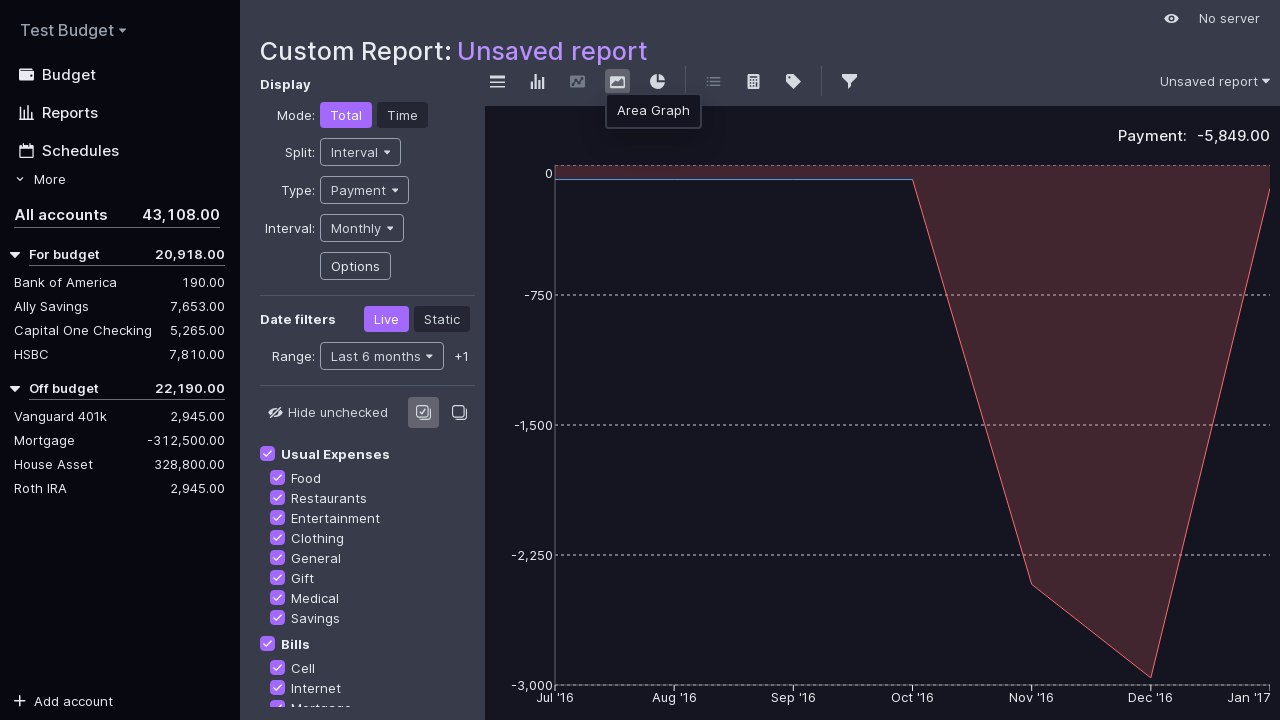 Test Budget
Budget
Reports
Schedules
More
All accounts 43,108.00
For budget 20,918.00
Bank of America 190.00
Ally Savings 7,653.00
Capital One Checking 5,265.00
HSBC 7,810.00
Off budget 22,190.00
Vanguard 401k 2,945.00
Mortgage -312,500.00
House Asset 328,800.00
Roth IRA 2,945.00
Add account
No server
Custom Report: Unsaved report
Display
Mode: Total Time
Split: Interval
Type: Payment
Interval: Monthly
Options
Date filters Live Static
Range: Last 6 months +1
Hide unchecked
Usual Expenses
Food
Restaurants
Entertainment
Clothing
General
Gift
Medical
Savings
Bills
Cell
Internet
Mortgage
Unsaved report
Area Graph
Payment: -5,849.00
0
-750
-1,500
-2,250
-3,000
Jul '16 Aug '16 Sep '16 Oct '16 Nov '16 Dec '16 Jan '17